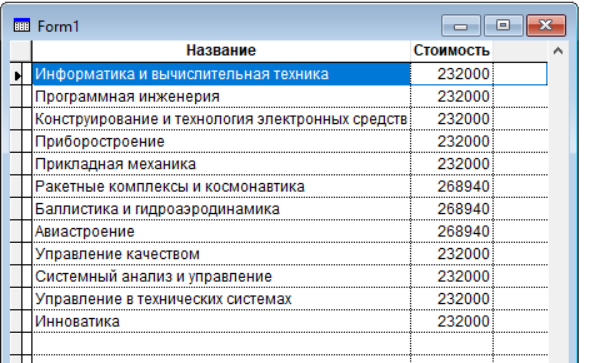 Form1
Название Стоимость
Информатика и вычислительная техника 232000
Программная инженерия 232000
Конструирование и технология электронных средств 232000
Приборостроение 232000
Прикладная механика 232000
Ракетные комплексы и космонавтика 268940
Баллистика и гидроаэродинамика 268940
Авиастроение 268940
Управление качеством 232000
Системный анализ и управление 232000
Управление в технических системах 232000
Инноватика 232000